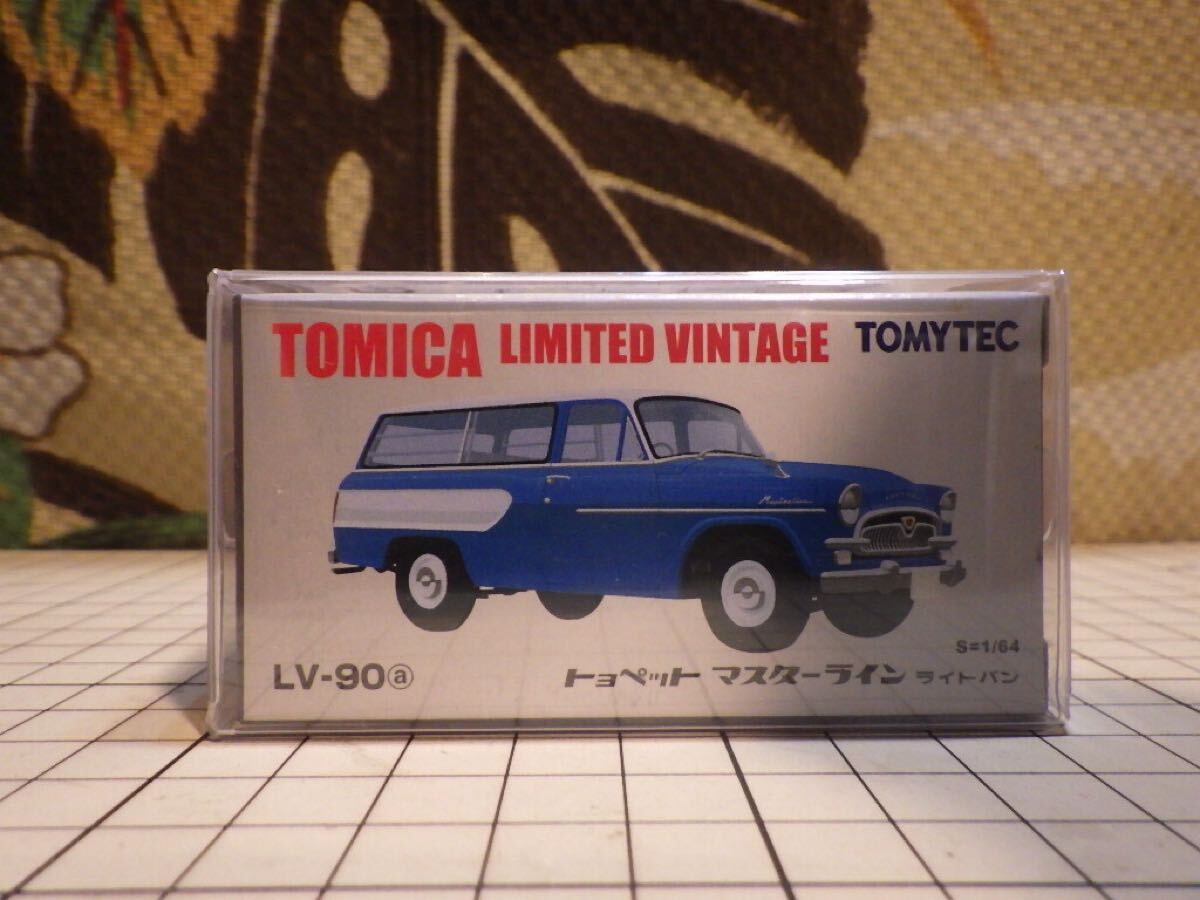 TOMICA LIMITED VINTAGE TOMYTEC
Masterline
S=1/64
LV-90ⓐ トヨペット マスターライン ライトバン